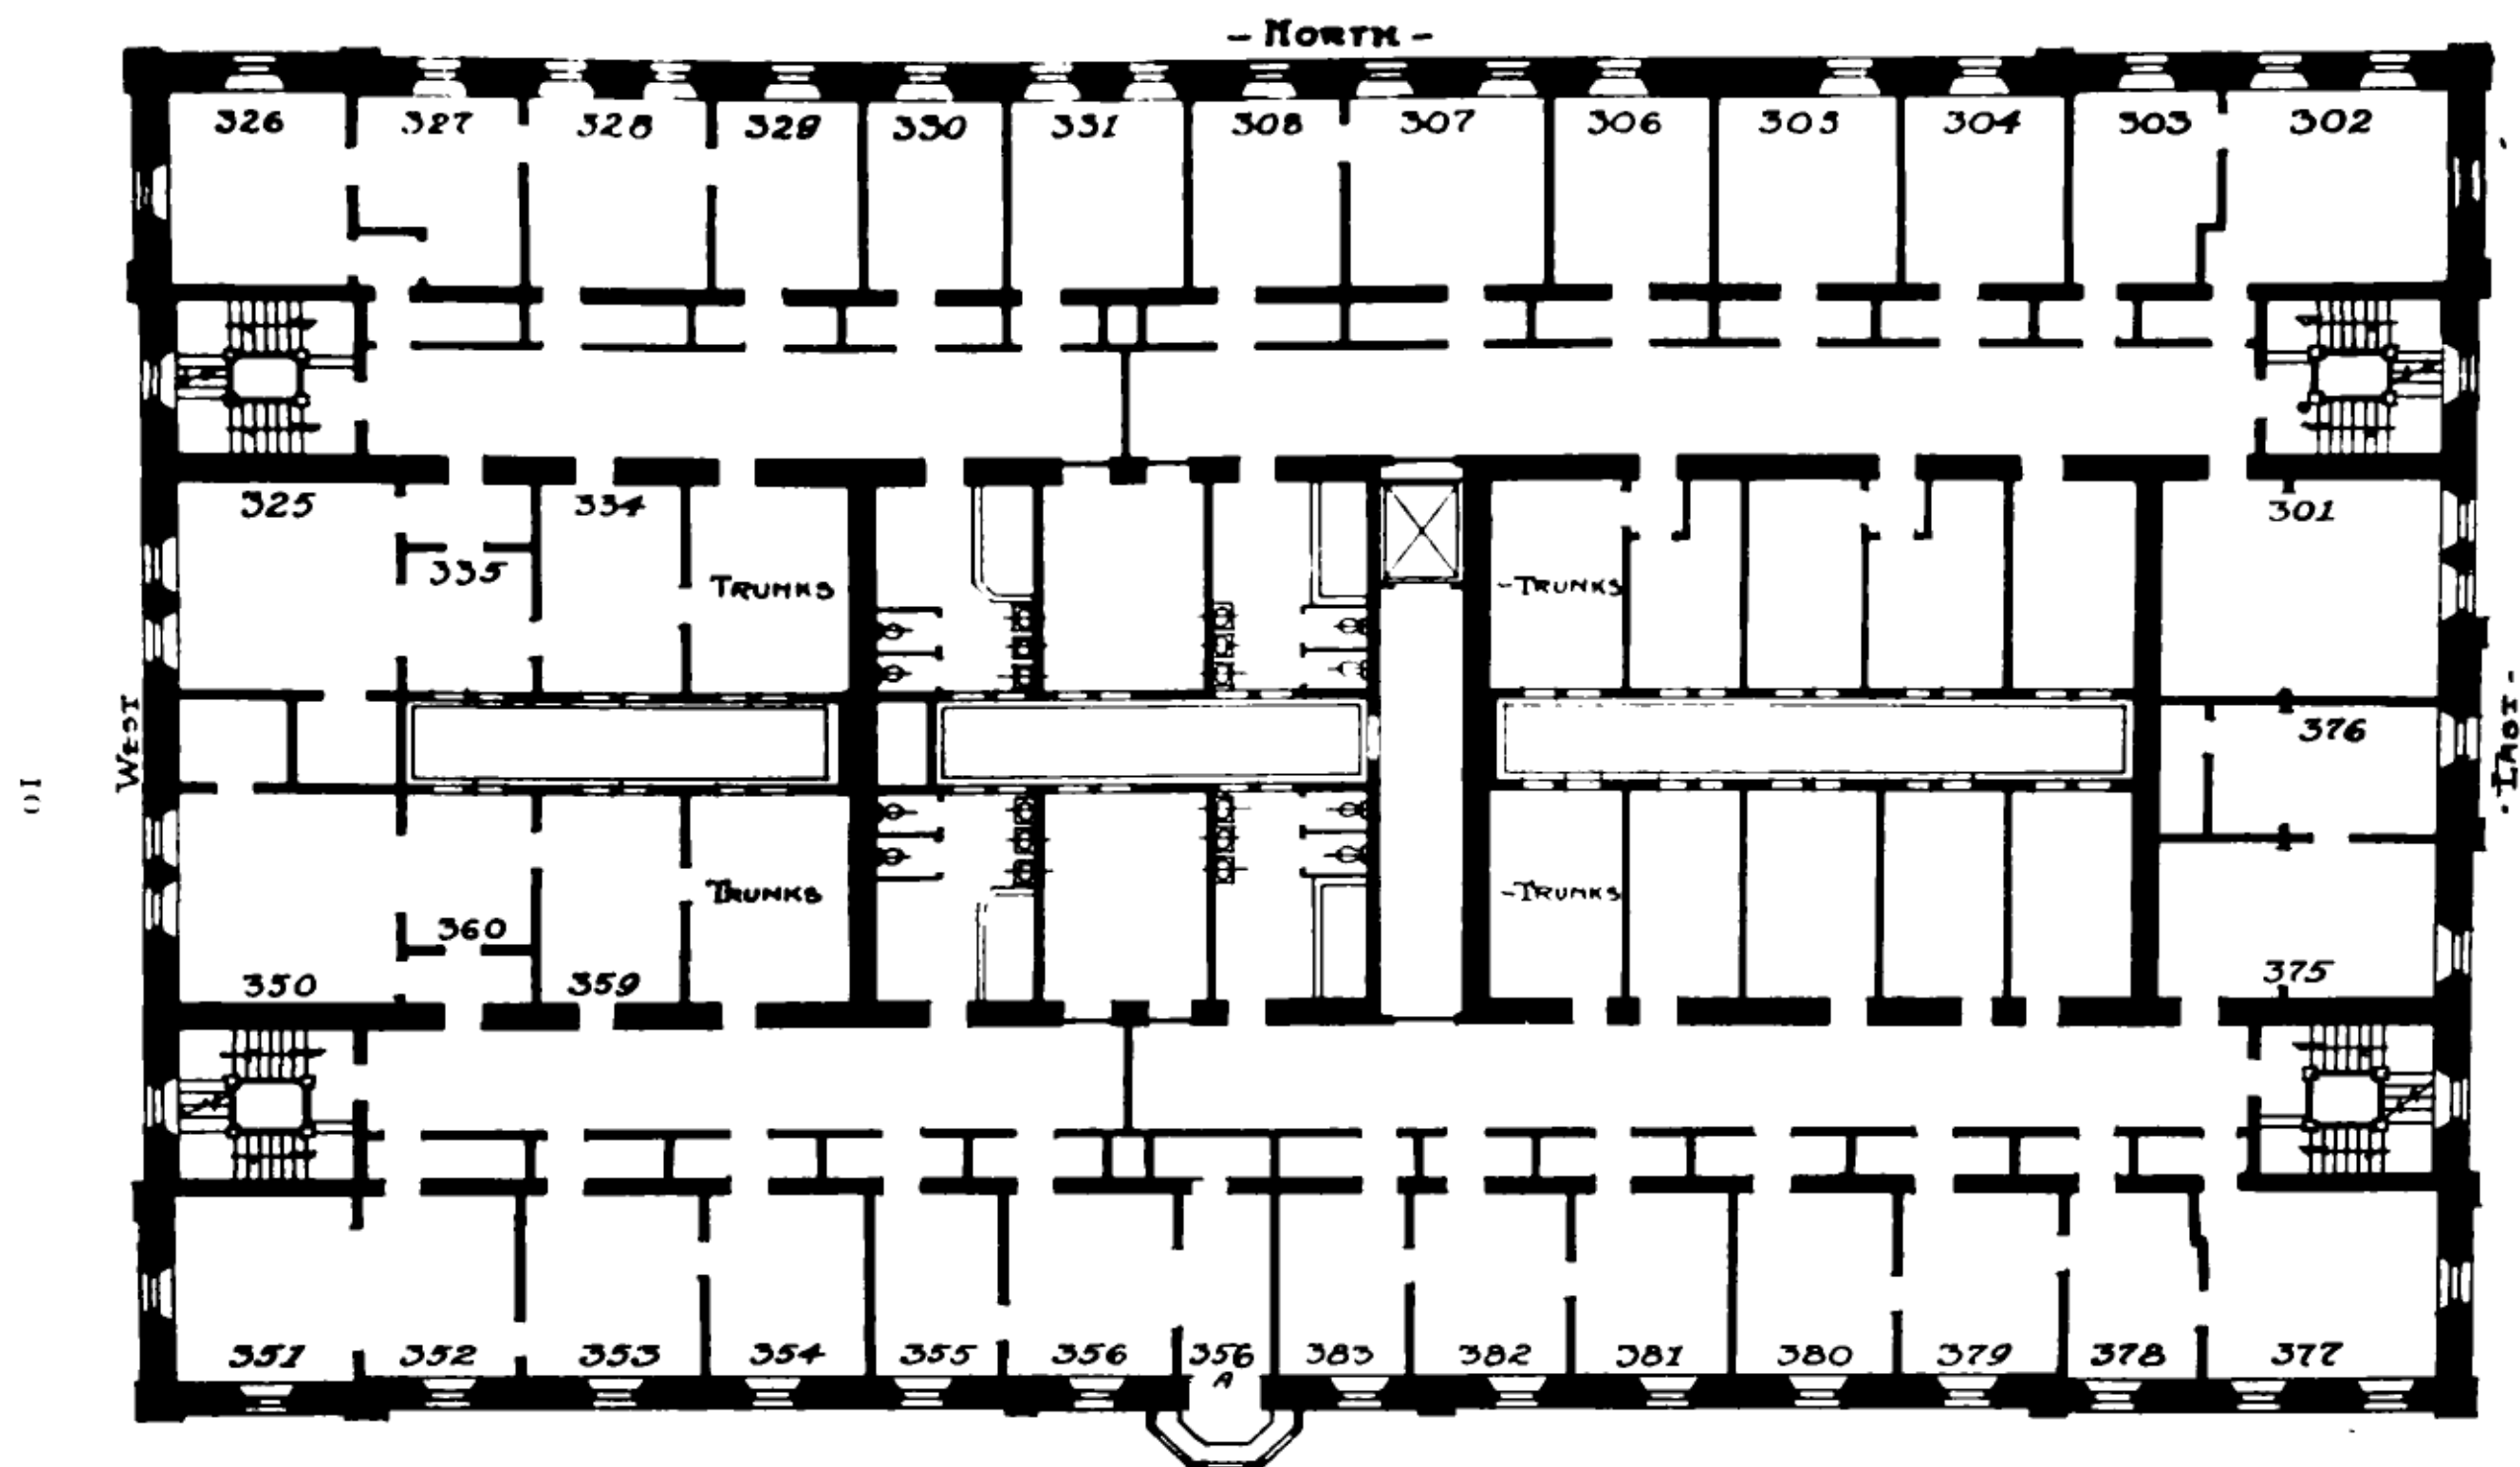 - NORTH -
326 327 328 329 330 331 308 307 306 305 304 303 302
325 334 301
335 TRUNKS -TRUNKS
WEST 376 -EAST-
10
TRUNKS -TRUNKS
360
350 359 375
351 352 353 354 355 356 356 383 382 381 380 379 378 377
A